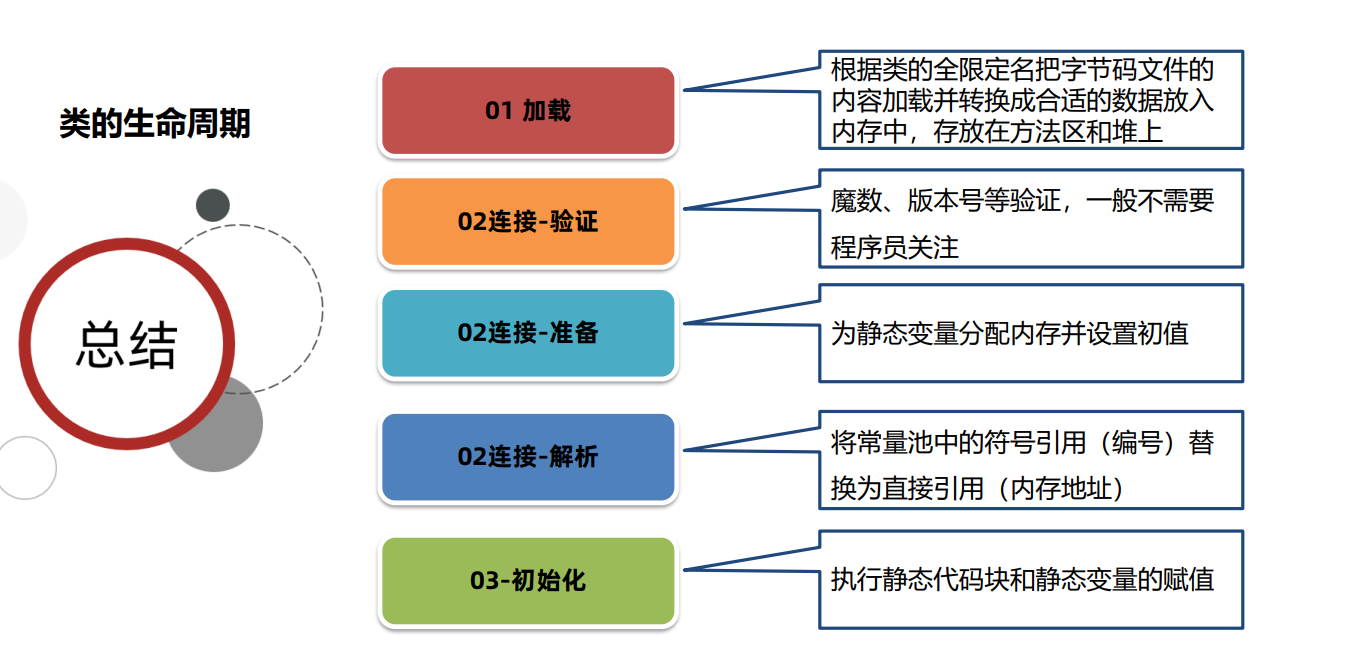 类的生命周期
总结
01 加载
根据类的全限定名把字节码文件的
内容加载并转换成合适的数据放入
内存中，存放在方法区和堆上
02连接-验证
魔数、版本号等验证，一般不需要
程序员关注
02连接-准备
为静态变量分配内存并设置初值
02连接-解析
将常量池中的符号引用（编号）替
换为直接引用（内存地址）
03-初始化
执行静态代码块和静态变量的赋值